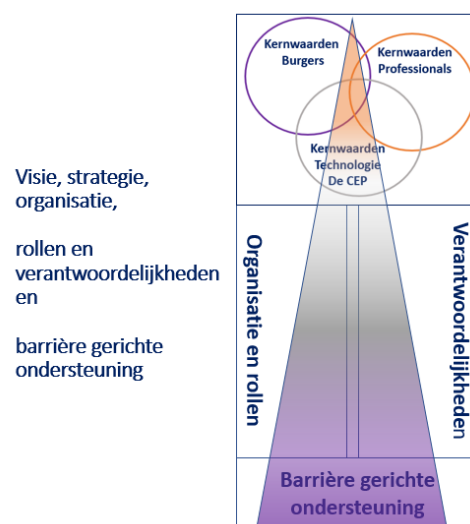 Visie, strategie,
organisatie,
rollen en
verantwoordelijkheden
en
barrière gerichte
ondersteuning
Kernwaarden
Burgers
Kernwaarden
Professionals
Kernwaarden
Technologie
De CEP
Organisatie en rollen
Verantwoordelijkheden
Barrière gerichte
ondersteuning